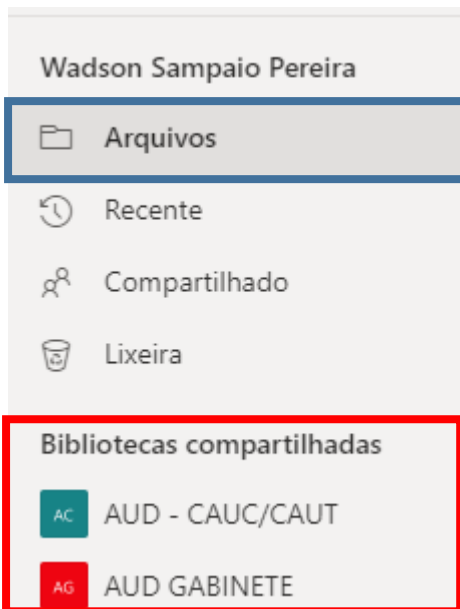 Wadson Sampaio Pereira
Arquivos
Recente
Compartilhado
Lixeira
Bibliotecas compartilhadas
AC AUD - CAUC/CAUT
AG AUD GABINETE